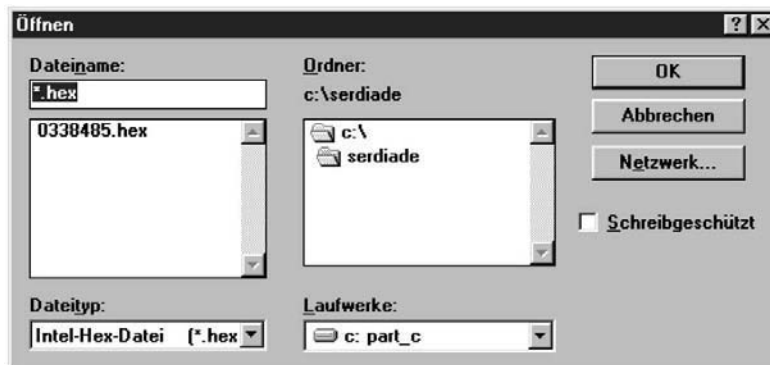 Öffnen
Dateiname:
*.hex
0338485.hex
Ordner:
c:\serdiade
c:\
serdiade
OK
Abbrechen
Netzwerk...
Schreibgeschützt
Dateityp:
Intel-Hex-Datei (*.hex
Laufwerke:
c: part_c